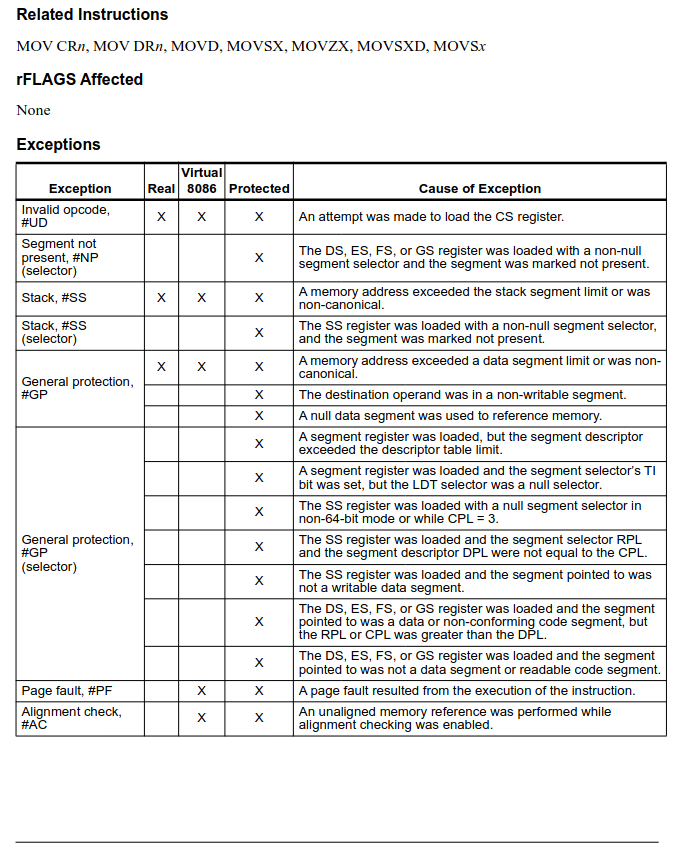 Related Instructions
MOV CRn, MOV DRn, MOVD, MOVSX, MOVZX, MOVSXD, MOVSx
rFLAGS Affected
None
Exceptions
Exception Real Virtual 8086 Protected Cause of Exception
Invalid opcode, #UD X X X An attempt was made to load the CS register.
Segment not present, #NP (selector) X The DS, ES, FS, or GS register was loaded with a non-null segment selector and the segment was marked not present.
Stack, #SS X X X A memory address exceeded the stack segment limit or was non-canonical.
Stack, #SS (selector) X The SS register was loaded with a non-null segment selector, and the segment was marked not present.
General protection, #GP X X X A memory address exceeded a data segment limit or was non-canonical.
X The destination operand was in a non-writable segment.
X A null data segment was used to reference memory.
General protection, #GP (selector) X A segment register was loaded, but the segment descriptor exceeded the descriptor table limit.
X A segment register was loaded and the segment selector's TI bit was set, but the LDT selector was a null selector.
X The SS register was loaded with a null segment selector in non-64-bit mode or while CPL = 3.
X The SS register was loaded and the segment selector RPL and the segment descriptor DPL were not equal to the CPL.
X The SS register was loaded and the segment pointed to was not a writable data segment.
X The DS, ES, FS, or GS register was loaded and the segment pointed to was a data or non-conforming code segment, but the RPL or CPL was greater than the DPL.
X The DS, ES, FS, or GS register was loaded and the segment pointed to was not a data segment or readable code segment.
Page fault, #PF X X A page fault resulted from the execution of the instruction.
Alignment check, #AC X X An unaligned memory reference was performed while alignment checking was enabled.